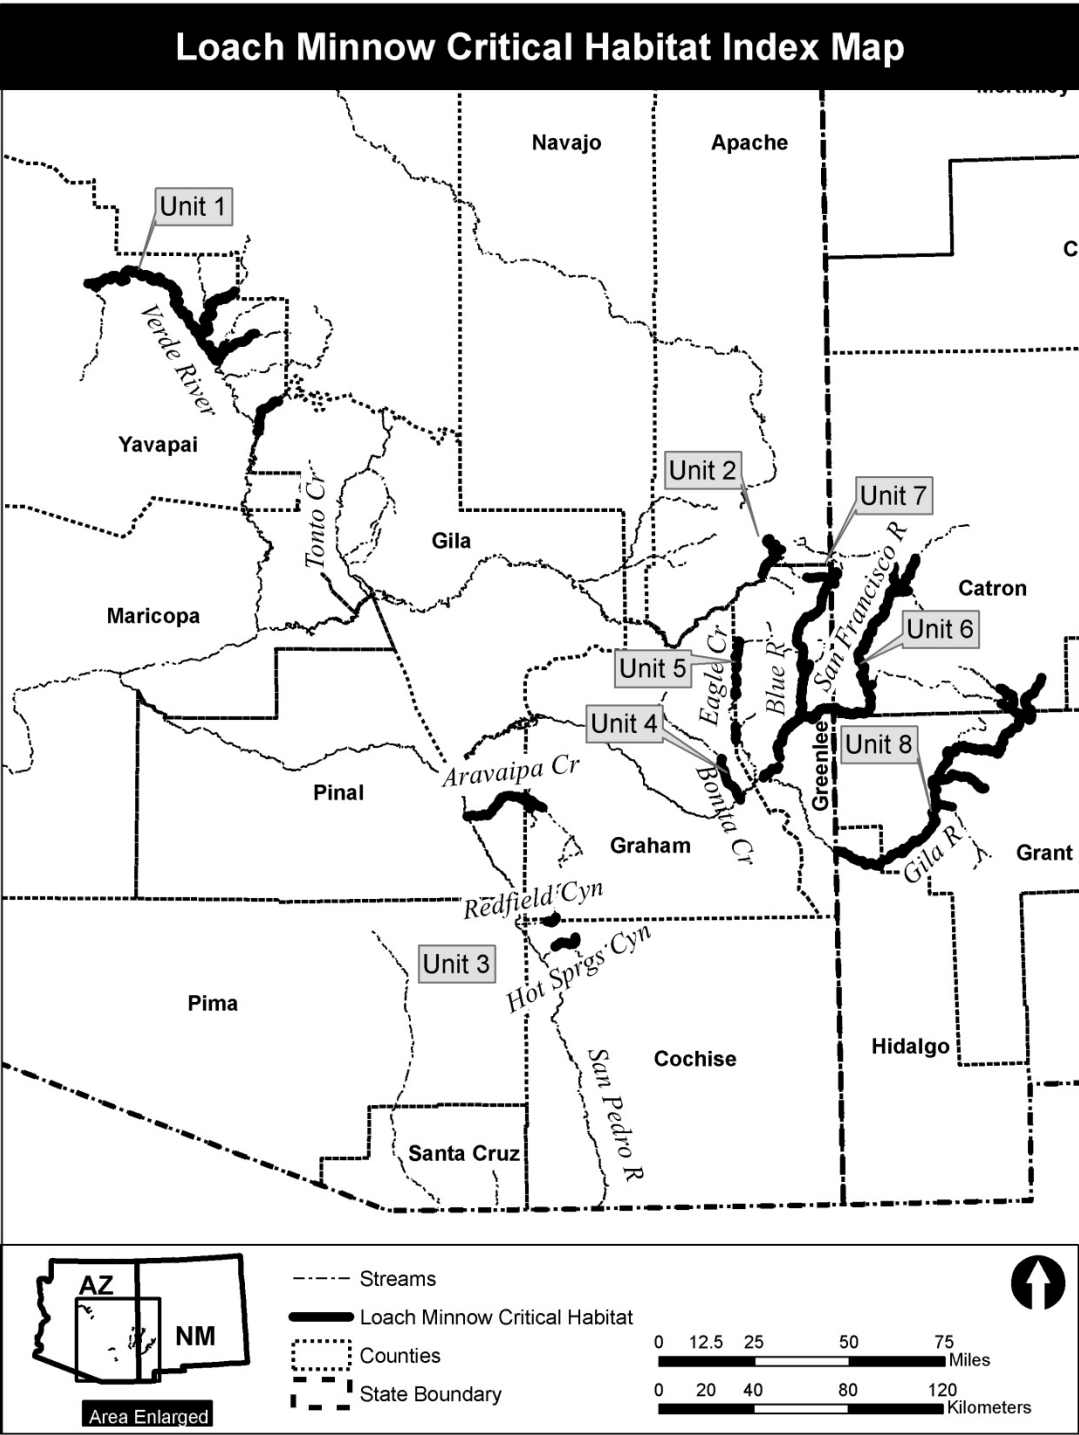 Loach Minnow Critical Habitat Index Map
McKinley
Navajo
Apache
Unit 1
C
Verde River
Yavapai
Unit 2
Unit 7
Tonto Cr
Gila
San Francisco R
Catron
Maricopa
Unit 6
Eagle Cr
Blue R
Unit 5
Unit 4
Greenlee
Unit 8
Aravaipa Cr
Pinal
Bonita Cr
Graham
Gila R
Grant
Redfield Cyn
Unit 3
Hot Sprgs Cyn
Pima
Cochise
Hidalgo
San Pedro R
Santa Cruz
AZ
NM
Area Enlarged
Streams
Loach Minnow Critical Habitat
Counties
State Boundary
0 12.5 25 50 75
Miles
0 20 40 80 120
Kilometers